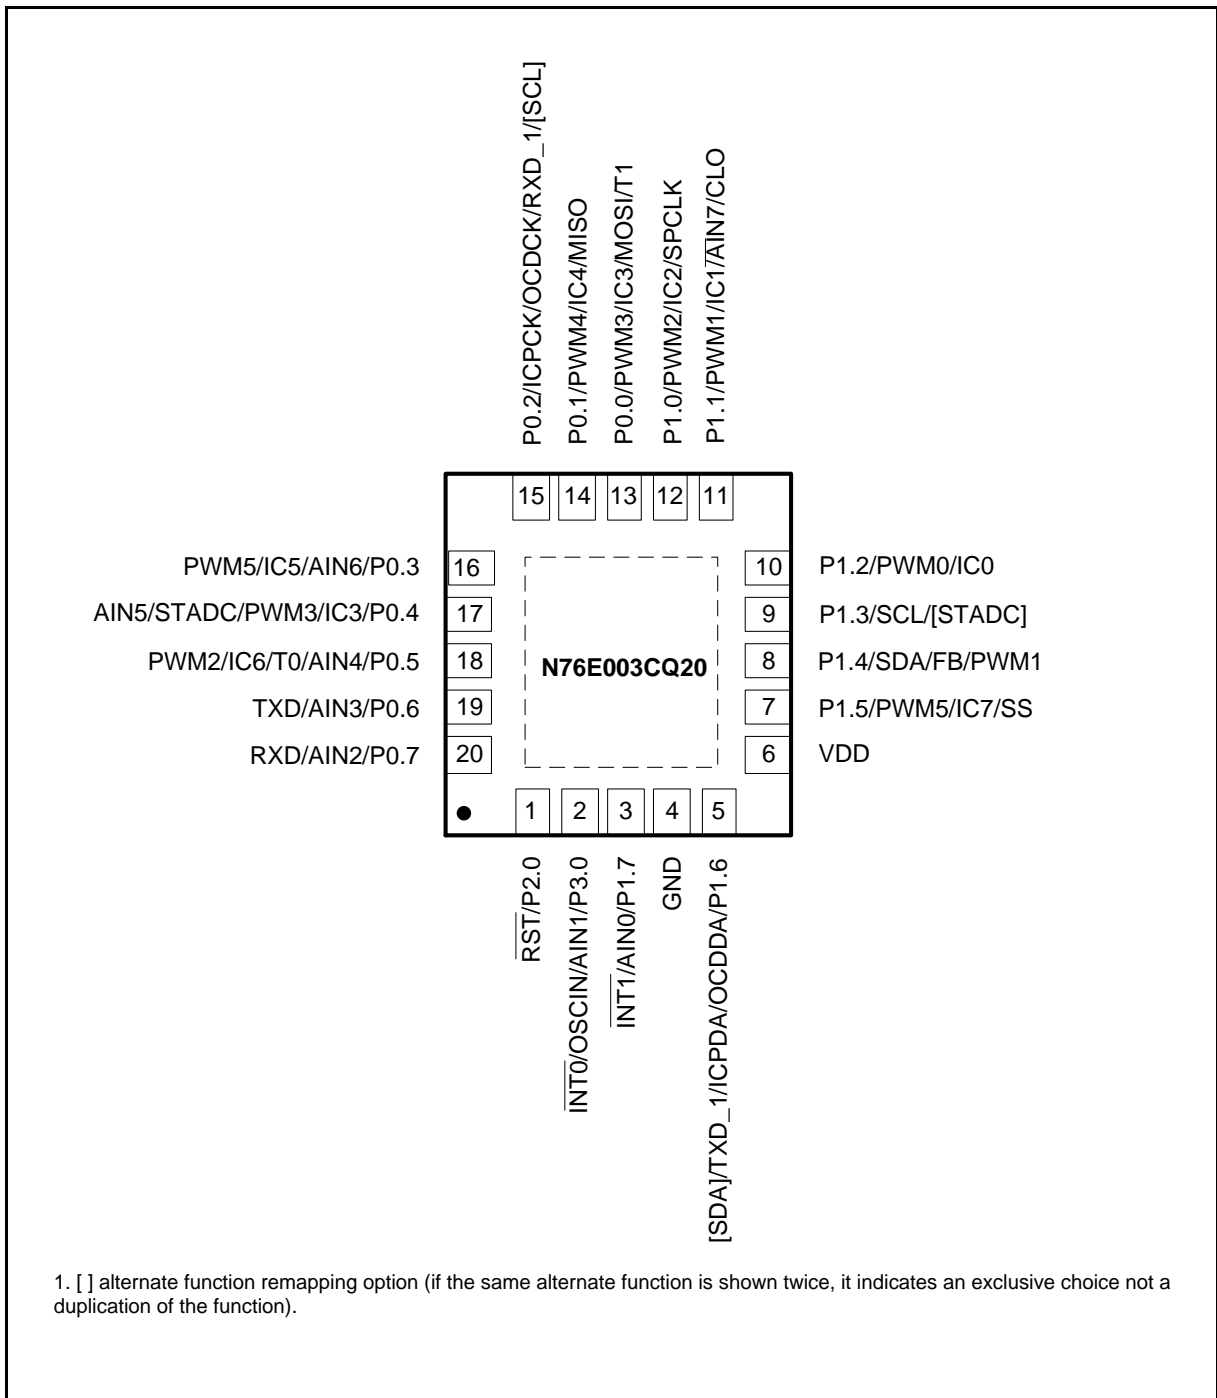 P0.2/ICPCK/OCDCK/RXD_1/[SCL]
P0.1/PWM4/IC4/MISO
P0.0/PWM3/IC3/MOSI/T1
P1.0/PWM2/IC2/SPCLK
P1.1/PWM1/IC1/AIN7/CLO
15 14 13 12 11
PWM5/IC5/AIN6/P0.3 16
AIN5/STADC/PWM3/IC3/P0.4 17
PWM2/IC6/T0/AIN4/P0.5 18
TXD/AIN3/P0.6 19
RXD/AIN2/P0.7 20
N76E003CQ20
10 P1.2/PWM0/IC0
9 P1.3/SCL/[STADC]
8 P1.4/SDA/FB/PWM1
7 P1.5/PWM5/IC7/SS
6 VDD
1 2 3 4 5
RST/P2.0
INT0/OSCIN/AIN1/P3.0
INT1/AIN0/P1.7
GND
[SDA]/TXD_1/ICPDA/OCDDA/P1.6
1. [ ] alternate function remapping option (if the same alternate function is shown twice, it indicates an exclusive choice not a
duplication of the function).